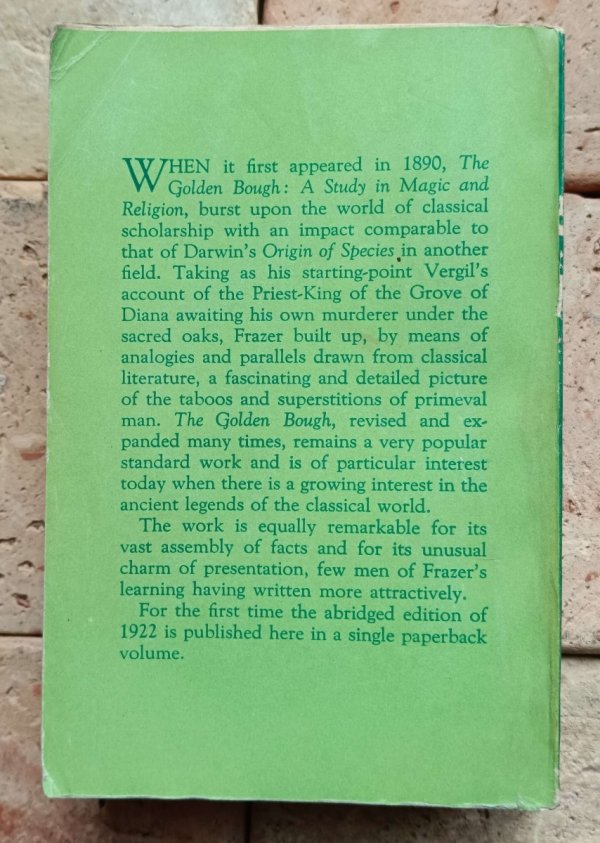 WHEN it first appeared in 1890, The
Golden Bough: A Study in Magic and
Religion, burst upon the world of classical
scholarship with an impact comparable to
that of Darwin's Origin of Species in another
field. Taking as his starting-point Vergil's
account of the Priest-King of the Grove of
Diana awaiting his own murderer under the
sacred oaks, Frazer built up, by means of
analogies and parallels drawn from classical
literature, a fascinating and detailed picture
of the taboos and superstitions of primeval
man. The Golden Bough, revised and ex-
panded many times, remains a very popular
standard work and is of particular interest
today when there is a growing interest in the
ancient legends of the classical world.
The work is equally remarkable for its
vast assembly of facts and for its unusual
charm of presentation, few men of Frazer's
learning having written more attractively.
For the first time the abridged edition of
1922 is published here in a single paperback
volume.